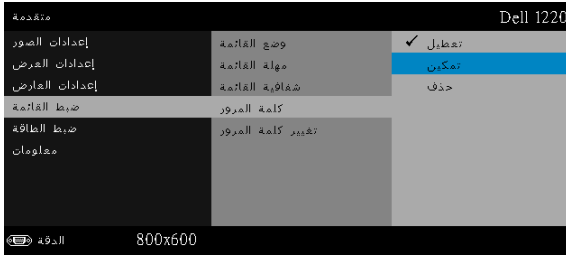 متقدمة
Dell 1220
إعدادات الصور
إعدادات العرض
إعدادات العارض
ضبط القائمة
ضبط الطاقة
معلومات
وضع القائمة
مهلة القائمة
شفافية القائمة
كلمة المرور
تغيير كلمة المرور
✓ تعطيل
تمكين
حذف
الدقة
800x600